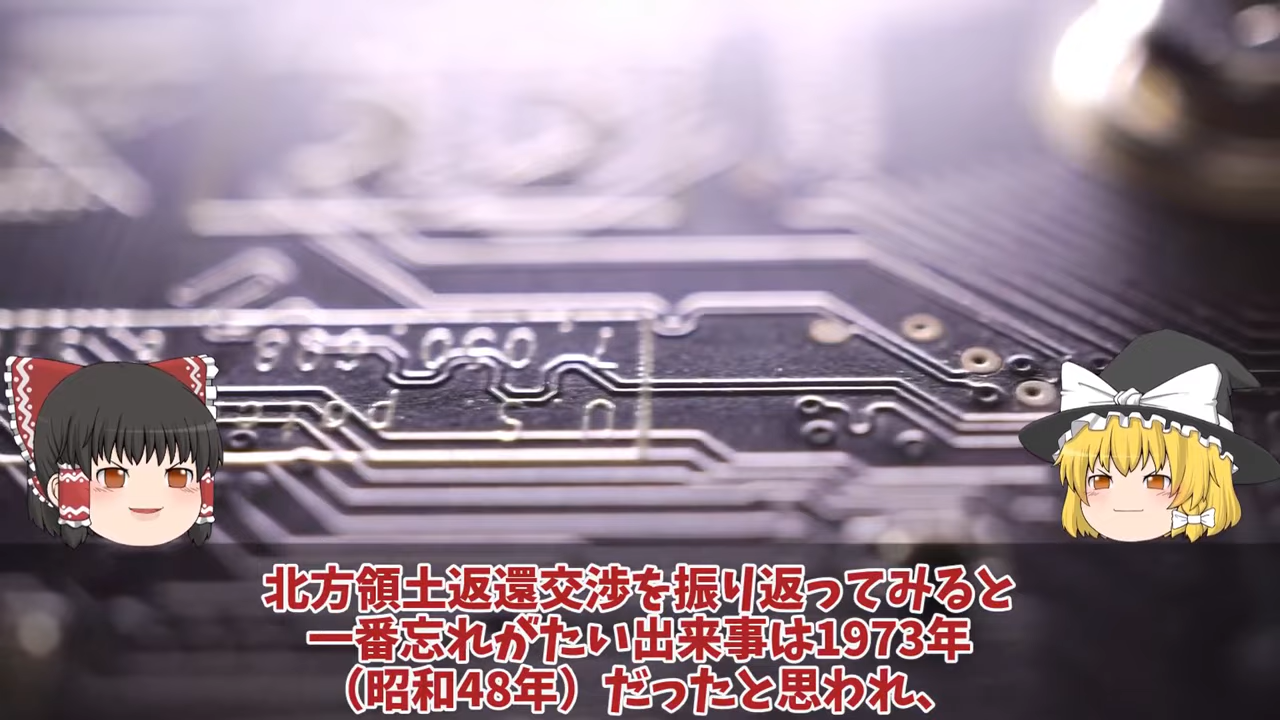 北方領土返還交渉を振り返ってみると
一番忘れがたい出来事は1973年
（昭和48年）だったと思われ、